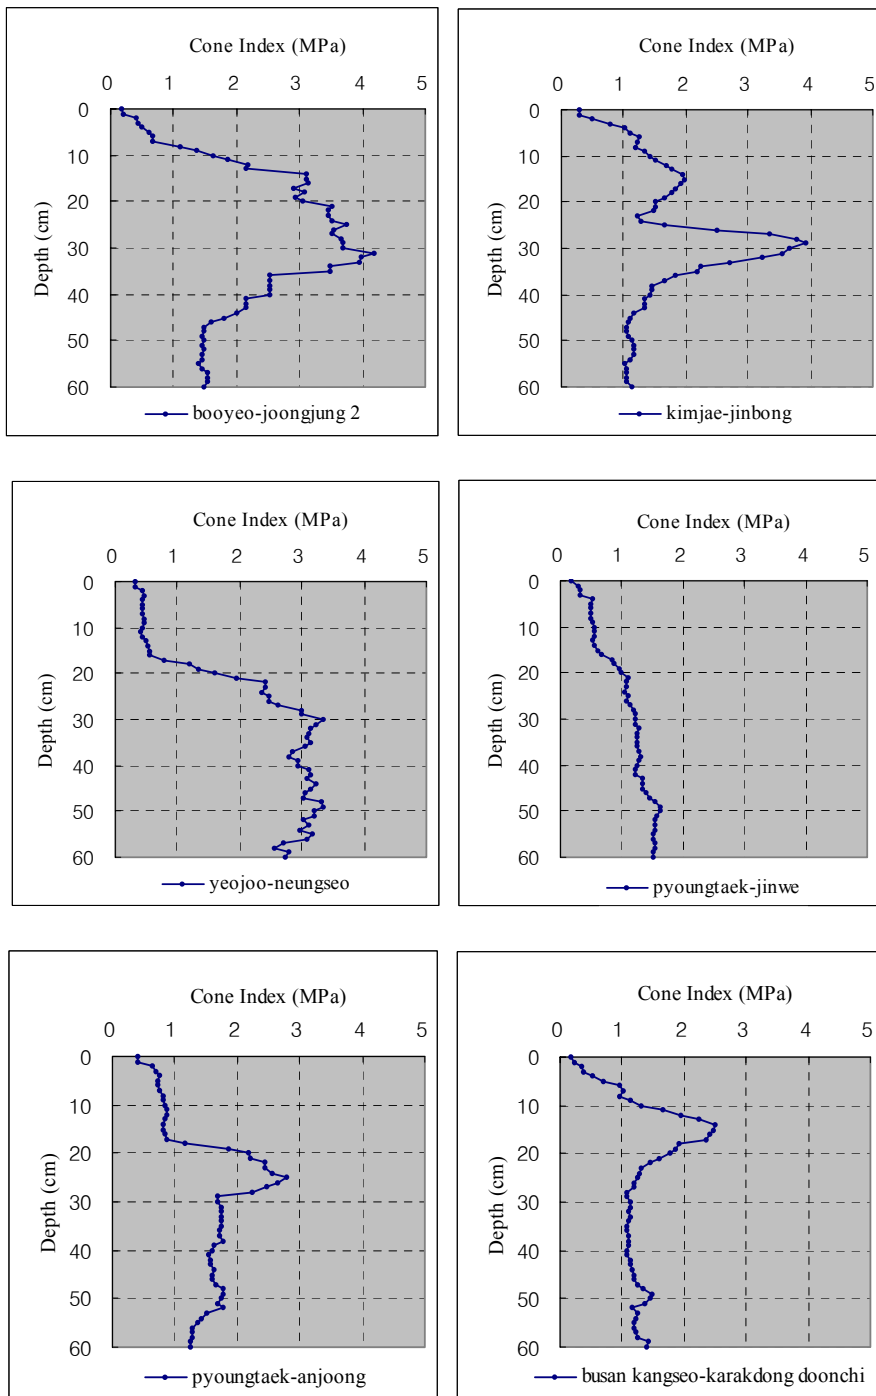 Cone Index (MPa)
0 1 2 3 4 5
0
10
20
30
40
50
60
Depth (cm)
booyeo-joongjung 2
Cone Index (MPa)
0 1 2 3 4 5
0
10
20
30
40
50
60
Depth (cm)
kimjae-jinbong
Cone Index (MPa)
0 1 2 3 4 5
0
10
20
30
40
50
60
Depth (cm)
yeojoo-neungseo
Cone Index (MPa)
0 1 2 3 4 5
0
10
20
30
40
50
60
Depth (cm)
pyoungtaek-jinwe
Cone Index (MPa)
0 1 2 3 4 5
0
10
20
30
40
50
60
Depth (cm)
pyoungtaek-anjoong
Cone Index (MPa)
0 1 2 3 4 5
0
10
20
30
40
50
60
Depth (cm)
busan kangseo-karakdong doonchi